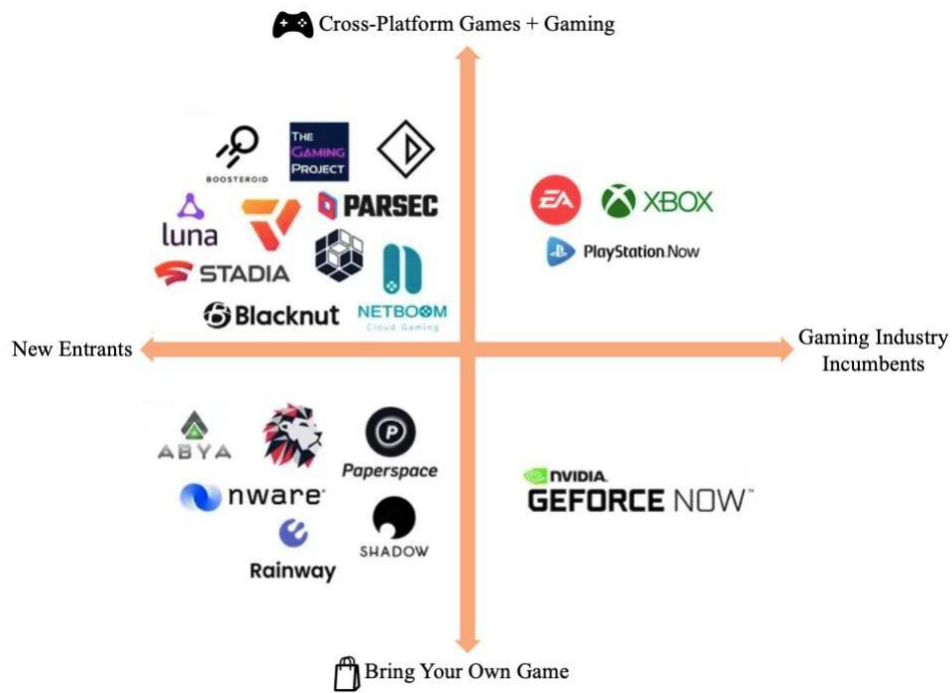 Cross-Platform Games + Gaming
BOOSTEROID
THE
GAMING
PROJECT
luna
PARSEC
STADIA
Blacknut
NETBOOM
Cloud Gaming
EA
XBOX
PlayStation Now
New Entrants
Gaming Industry
Incumbents
ABYA
P
Paperspace
nware
SHADOW
Rainway
NVIDIA.
GEFORCE NOW™
Bring Your Own Game